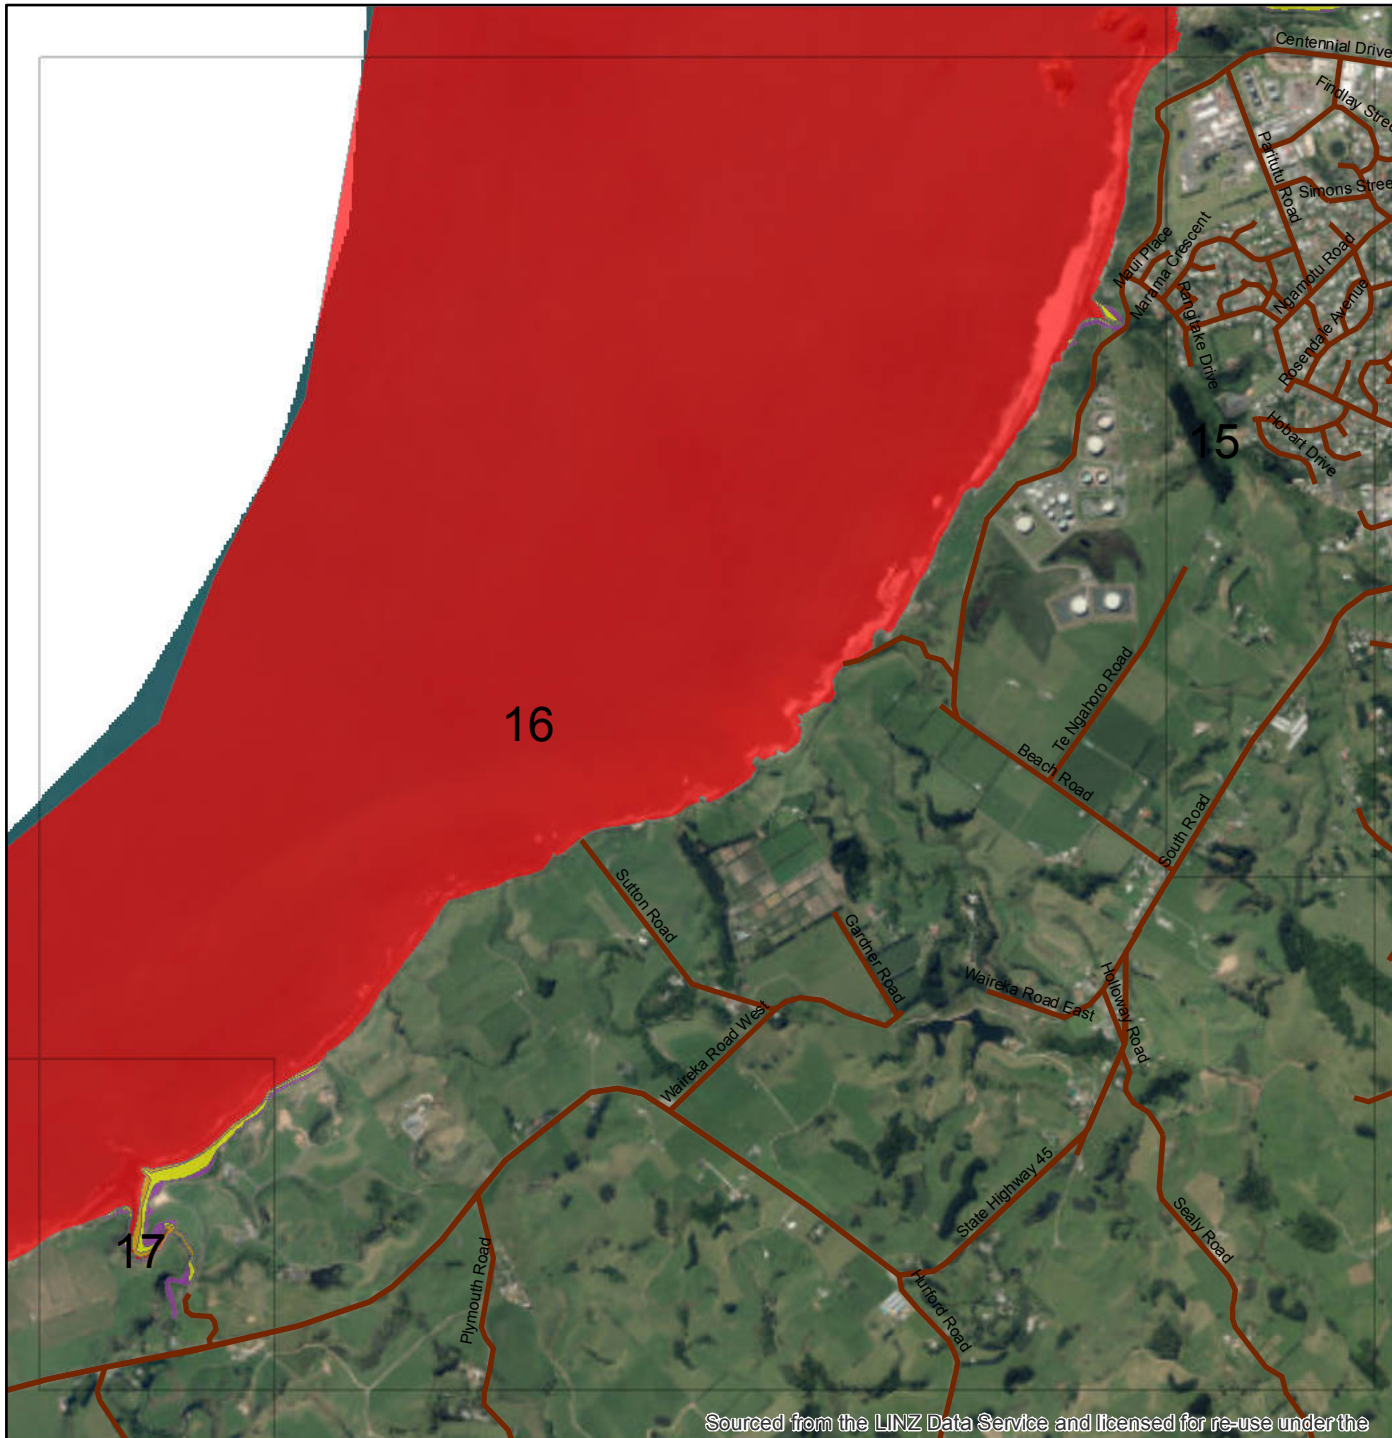 Centennial Drive
Findlay Stree
Paritutu Road
Simons Stree
Maui Place
Marama Crescent
Ngamotu Road
Rangitake Drive
Rosendale Avenue
Hobart Drive
15
16
Te Ngahoro Road
Beach Road
South Road
Sutton Road
Gardner Road
Waireka Road East
Holloway Road
Waireka Road West
State Highway 45
Sealy Road
17
Plymouth Road
Hurford Road
Sourced from the LINZ Data Service and licensed for re-use under the